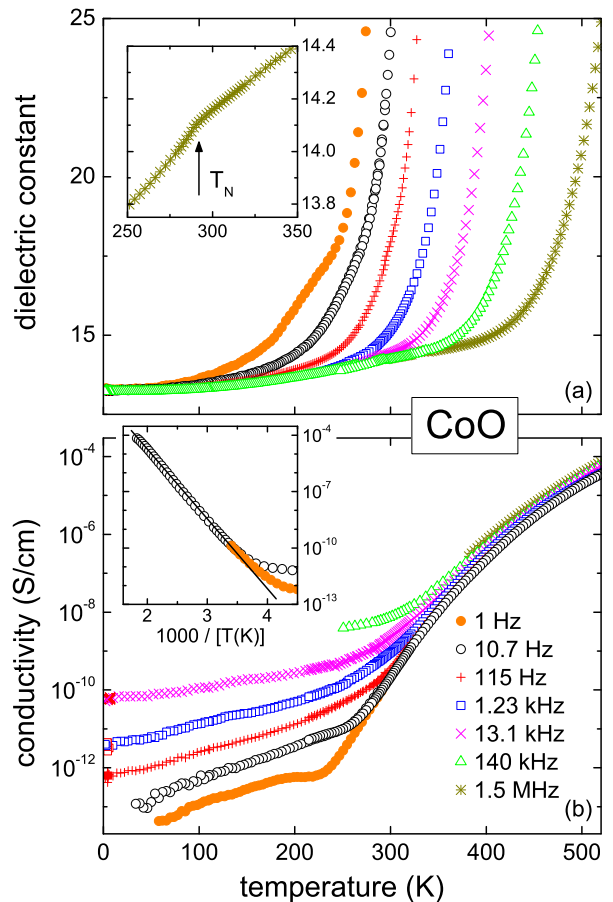 25
20
15
dielectric constant
14.4
14.2
14.0
13.8
250 300 350
T_N
(a)
CoO
10^-4
10^-6
10^-8
10^-10
10^-12
conductivity (S/cm)
10^-4
10^-7
10^-10
10^-13
2 3 4
1000 / [T(K)]
1 Hz
10.7 Hz
115 Hz
1.23 kHz
13.1 kHz
140 kHz
1.5 MHz
(b)
0 100 200 300 400 500
temperature (K)